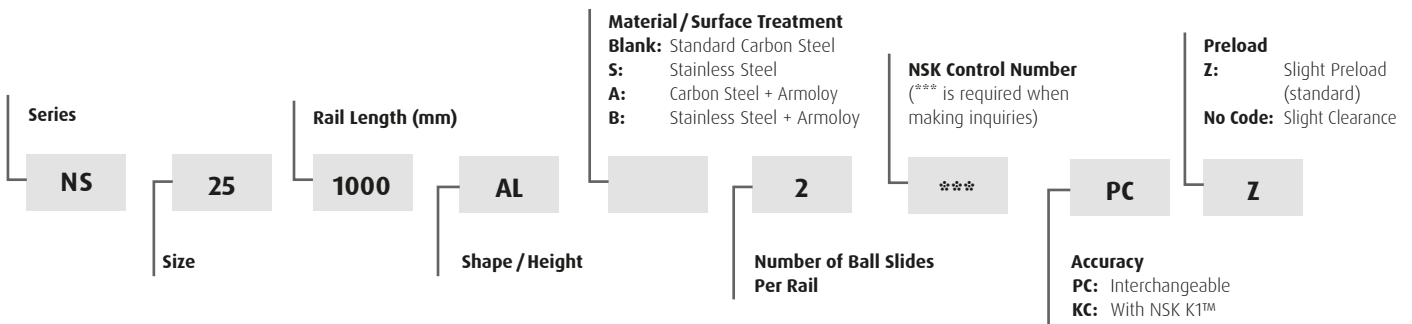 Material / Surface Treatment
Blank: Standard Carbon Steel
S: Stainless Steel
A: Carbon Steel + Armoloy
B: Stainless Steel + Armoloy
NSK Control Number
(*** is required when
making inquiries)
Preload
Z: Slight Preload
(standard)
No Code: Slight Clearance
Series
Rail Length (mm)
NS
25
1000
AL
2
***
PC
Z
Size
Shape / Height
Number of Ball Slides
Per Rail
Accuracy
PC: Interchangeable
KC: With NSK K1™